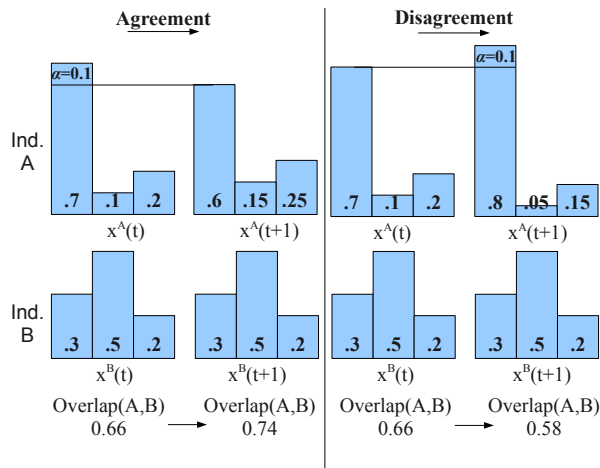 Agreement
Disagreement
α=0.1
α=0.1
Ind.
A
.7 .1 .2
.6 .15 .25
.7 .1 .2
.8 .05 .15
x^A(t)
x^A(t+1)
x^A(t)
x^A(t+1)
Ind.
B
.3 .5 .2
.3 .5 .2
.3 .5 .2
.3 .5 .2
x^B(t)
x^B(t+1)
x^B(t)
x^B(t+1)
Overlap(A,B)
0.66
Overlap(A,B)
0.74
Overlap(A,B)
0.66
Overlap(A,B)
0.58